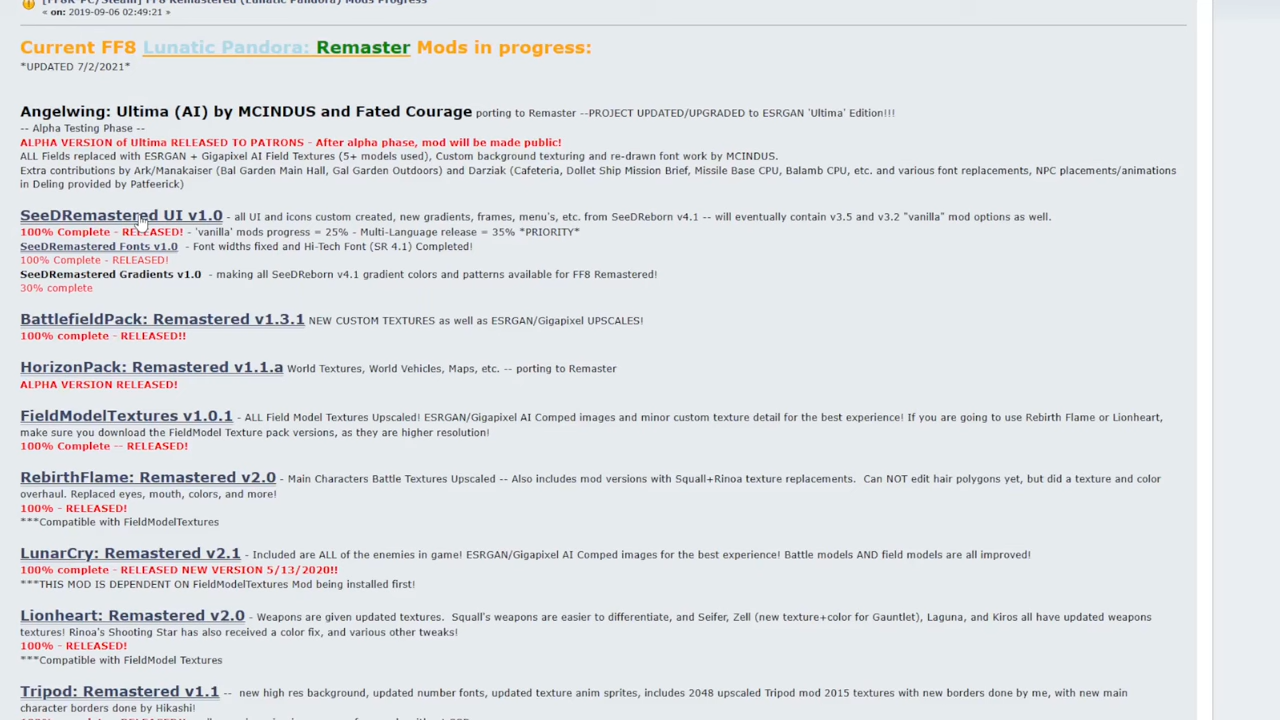 [FF8R-PC/Steam] FF8 Remastered (Lunatic Pandora) Mods Progress
« on: 2019-09-06 02:49:21 »
Current FF8 Lunatic Pandora: Remaster Mods in progress:
*UPDATED 7/2/2021*
Angelwing: Ultima (AI) by MCINDUS and Fated Courage porting to Remaster --PROJECT UPDATED/UPGRADED to ESRGAN 'Ultima' Edition!!!
-- Alpha Testing Phase --
ALPHA VERSION of Ultima RELEASED TO PATRONS - After alpha phase, mod will be made public!
ALL Fields replaced with ESRGAN + Gigapixel AI Field Textures (5+ models used), Custom background texturing and re-drawn font work by MCINDUS.
Extra contributions by Ark/Manakaiser (Bal Garden Main Hall, Gal Garden Outdoors) and Darziak (Cafeteria, Dollet Ship Mission Brief, Missile Base CPU, Balamb CPU, etc. and various font replacements, NPC placements/animations
in Deling provided by Patfeerick)
SeeDRemastered UI v1.0 - all UI and icons custom created, new gradients, frames, menu's, etc. from SeeDReborn v4.1 -- will eventually contain v3.5 and v3.2 "vanilla" mod options as well.
100% Complete - RELEASED! - 'vanilla' mods progress = 25% - Multi-Language release = 35% *PRIORITY*
SeeDRemastered Fonts v1.0 - Font widths fixed and Hi-Tech Font (SR 4.1) Completed!
100% Complete - RELEASED!
SeeDRemastered Gradients v1.0 - making all SeeDReborn v4.1 gradient colors and patterns available for FF8 Remastered!
30% complete
BattlefieldPack: Remastered v1.3.1 NEW CUSTOM TEXTURES as well as ESRGAN/Gigapixel UPSCALES!
100% complete - RELEASED!!
HorizonPack: Remastered v1.1.a World Textures, World Vehicles, Maps, etc. -- porting to Remaster
ALPHA VERSION RELEASED!
FieldModelTextures v1.0.1 - ALL Field Model Textures Upscaled! ESRGAN/Gigapixel AI Comped images and minor custom texture detail for the best experience! If you are going to use Rebirth Flame or Lionheart,
make sure you download the FieldModel Texture pack versions, as they are higher resolution!
100% Complete -- RELEASED!
RebirthFlame: Remastered v2.0 - Main Characters Battle Textures Upscaled -- Also includes mod versions with Squall+Rinoa texture replacements. Can NOT edit hair polygons yet, but did a texture and color
overhaul. Replaced eyes, mouth, colors, and more!
100% - RELEASED!
***Compatible with FieldModelTextures
LunarCry: Remastered v2.1 - Included are ALL of the enemies in game! ESRGAN/Gigapixel AI Comped images for the best experience! Battle models AND field models are all improved!
100% complete - RELEASED NEW VERSION 5/13/2020!!
***THIS MOD IS DEPENDENT ON FieldModelTextures Mod being installed first!
Lionheart: Remastered v2.0 - Weapons are given updated textures. Squall's weapons are easier to differentiate, and Seifer, Zell (new texture+color for Gauntlet), Laguna, and Kiros all have updated weapons
textures! Rinoa's Shooting Star has also received a color fix, and various other tweaks!
100% - RELEASED!
***Compatible with FieldModel Textures
Tripod: Remastered v1.1 -- new high res background, updated number fonts, updated texture anim sprites, includes 2048 upscaled Tripod mod 2015 textures with new borders done by me, with new main
character borders done by Hikashi!